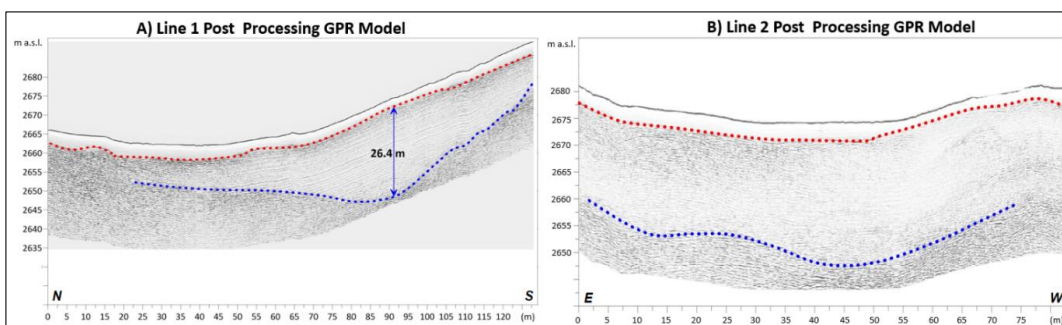 A) Line 1 Post Processing GPR Model
m a.s.l.
2680
2675
2670
2665
2660
2655
2650
2645
2640
2635
26.4 m
N
S
0 5 10 15 20 25 30 35 40 45 50 55 60 65 70 75 80 85 90 95 100 105 110 115 120 (m)
B) Line 2 Post Processing GPR Model
m a.s.l.
2680
2670
2660
2650
E
W
0 5 10 15 20 25 30 35 40 45 50 55 60 65 70 75 (m)